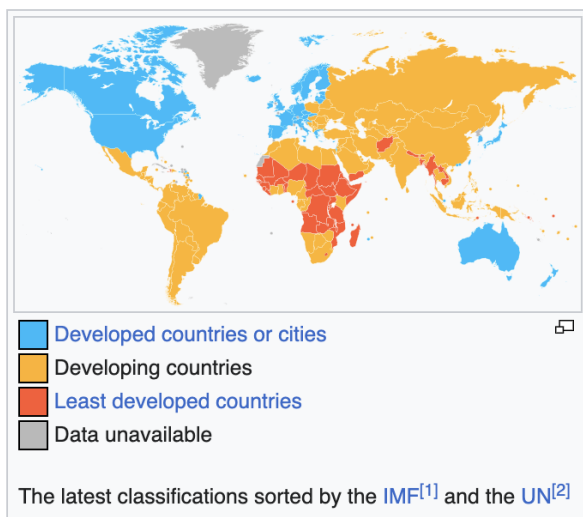 Developed countries or cities
Developing countries
Least developed countries
Data unavailable
The latest classifications sorted by the IMF[1] and the UN[2]